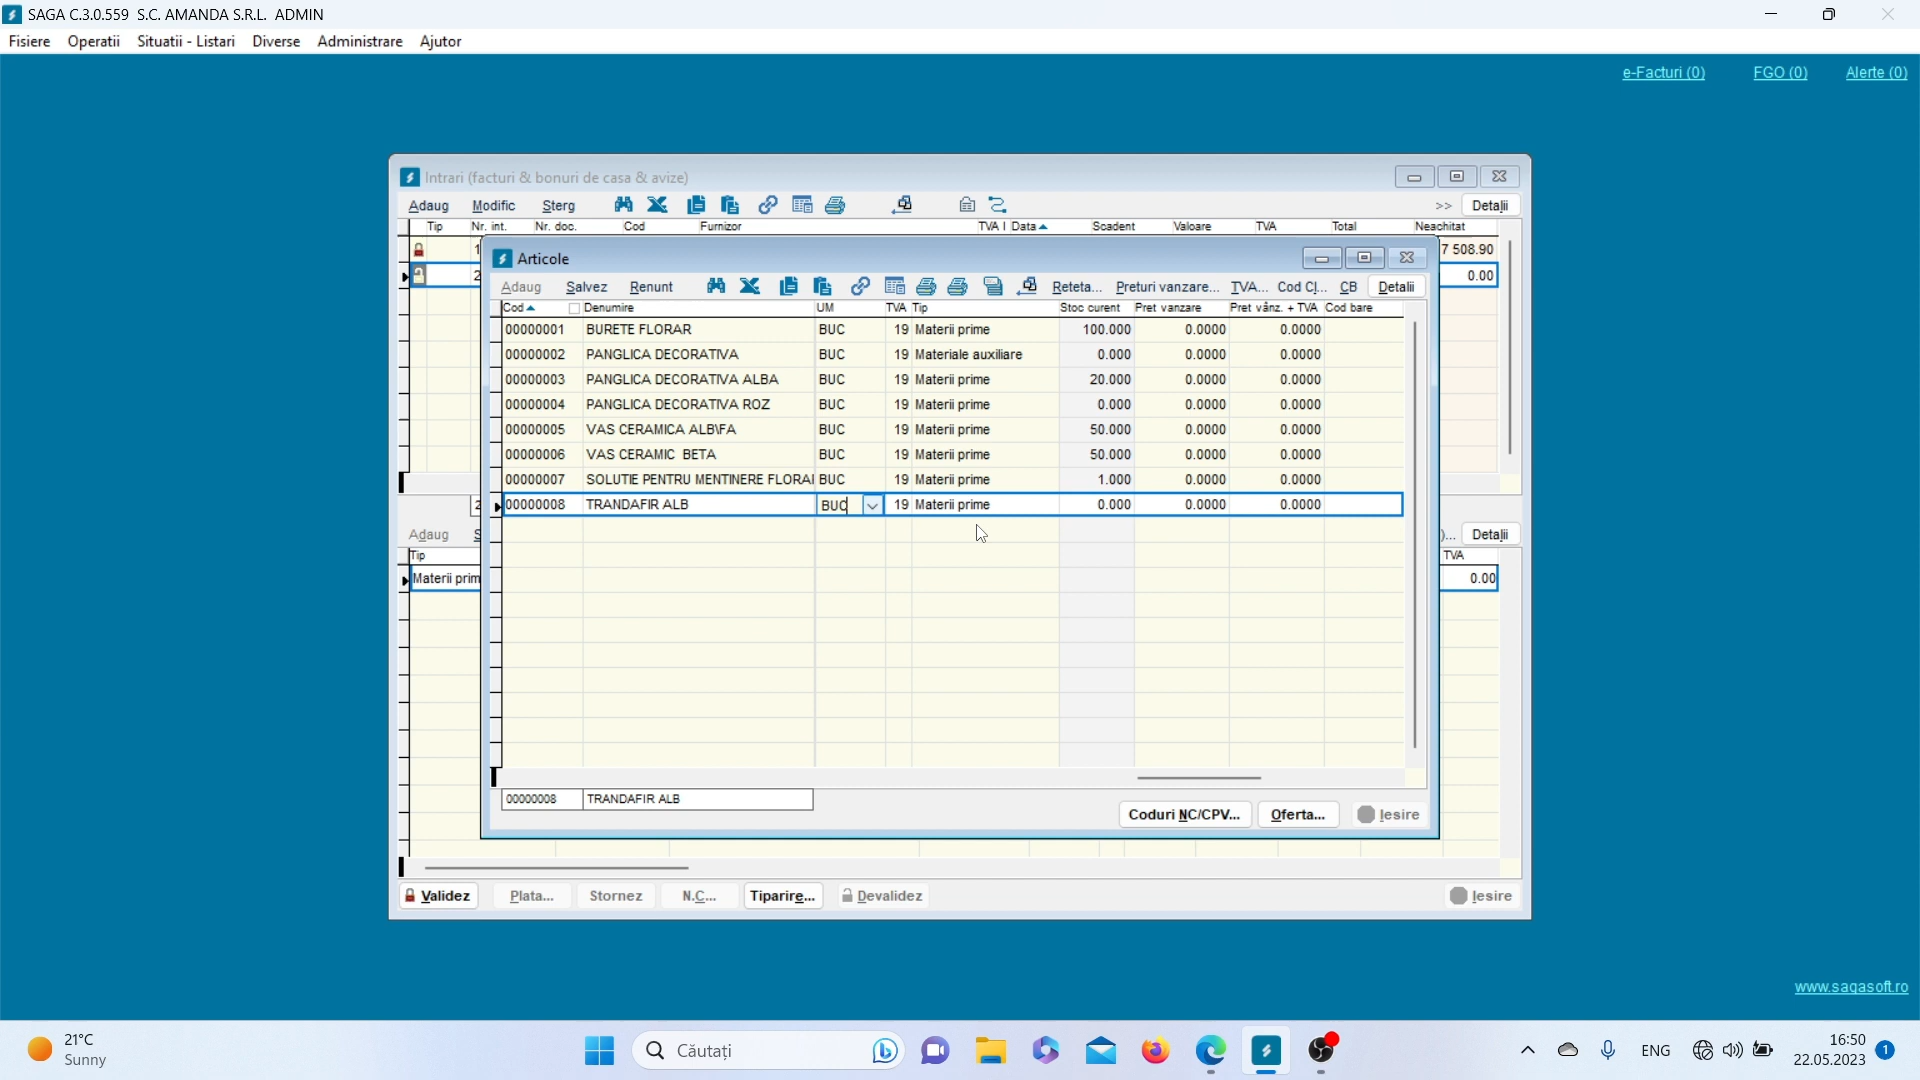 SAGA C.3.0.559 S.C. AMANDA S.R.L. ADMIN
Fisiere Operatii Situatii - Listari Diverse Administrare Ajutor
e-Facturi (0) FGO (0) Alerte (0)
Intrari (facturi & bonuri de casa & avize)
Adaug Modific Sterg >> Detalii
Tip Nr. int. Nr. doc. Cod Furnizor TVA I Data Scadent Valoare TVA Total Neachitat
1 7 508.90
2 0.00
Articole
Adaug Salvez Renunt Reteta... Preturi vanzare... TVA... Cod Cl... CB Detalii
Cod Denumire UM TVA Tip Stoc curent Pret vanzare Pret vânz. + TVA Cod bare
00000001 BURETE FLORAR BUC 19 Materii prime 100.000 0.0000 0.0000
00000002 PANGLICA DECORATIVA BUC 19 Materiale auxiliare 0.000 0.0000 0.0000
00000003 PANGLICA DECORATIVA ALBA BUC 19 Materii prime 20.000 0.0000 0.0000
00000004 PANGLICA DECORATIVA ROZ BUC 19 Materii prime 0.000 0.0000 0.0000
00000005 VAS CERAMICA ALB\FA BUC 19 Materii prime 50.000 0.0000 0.0000
00000006 VAS CERAMIC BETA BUC 19 Materii prime 50.000 0.0000 0.0000
00000007 SOLUTIE PENTRU MENTINERE FLORAI BUC 19 Materii prime 1.000 0.0000 0.0000
00000008 TRANDAFIR ALB BUC 19 Materii prime 0.000 0.0000 0.0000
Adaug )... Detalii
Tip TVA
Materii prim 0.00
00000008 TRANDAFIR ALB
Coduri NC/CPV... Oferta... Iesire
Validez Plata... Stornez N.C... Tiparire... Devalidez Iesire
www.sagasoft.ro
21°C
Sunny
Căutați
ENG
16:50
22.05.2023
1